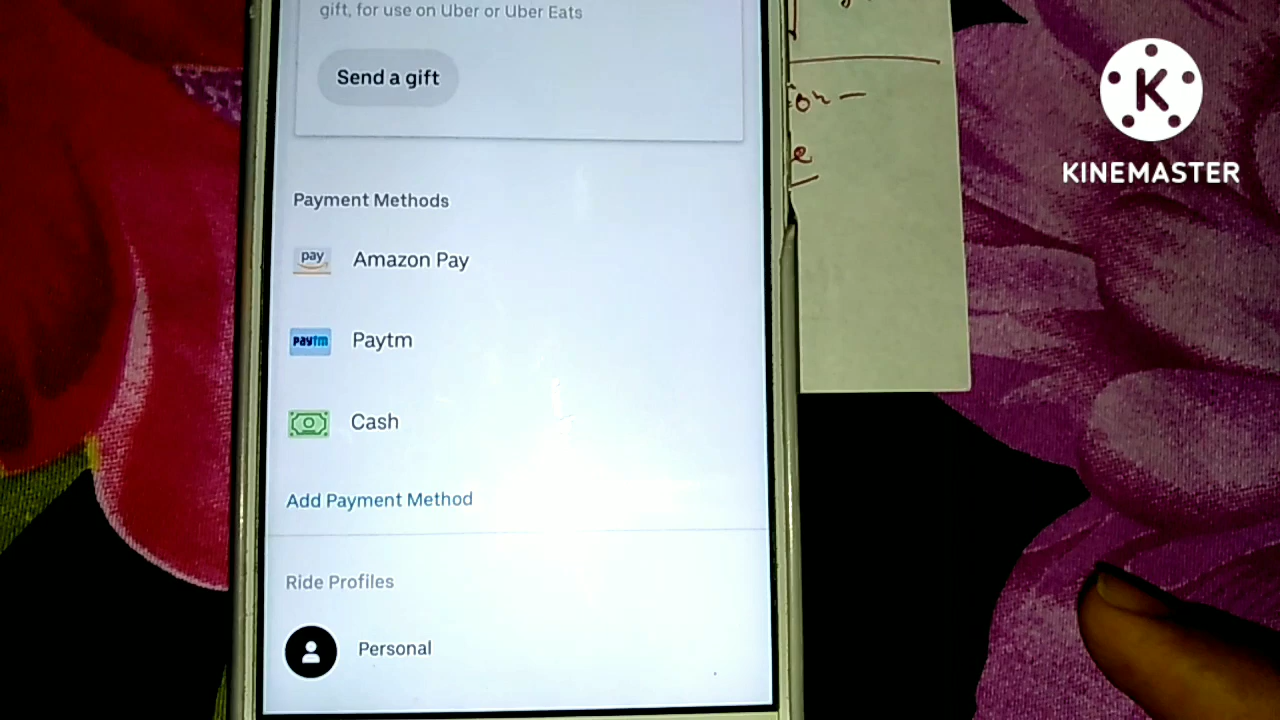 gift, for use on Uber or Uber Eats
Send a gift
Payment Methods
pay Amazon Pay
paytm Paytm
Cash
Add Payment Method
Ride Profiles
Personal
K
KINEMASTER